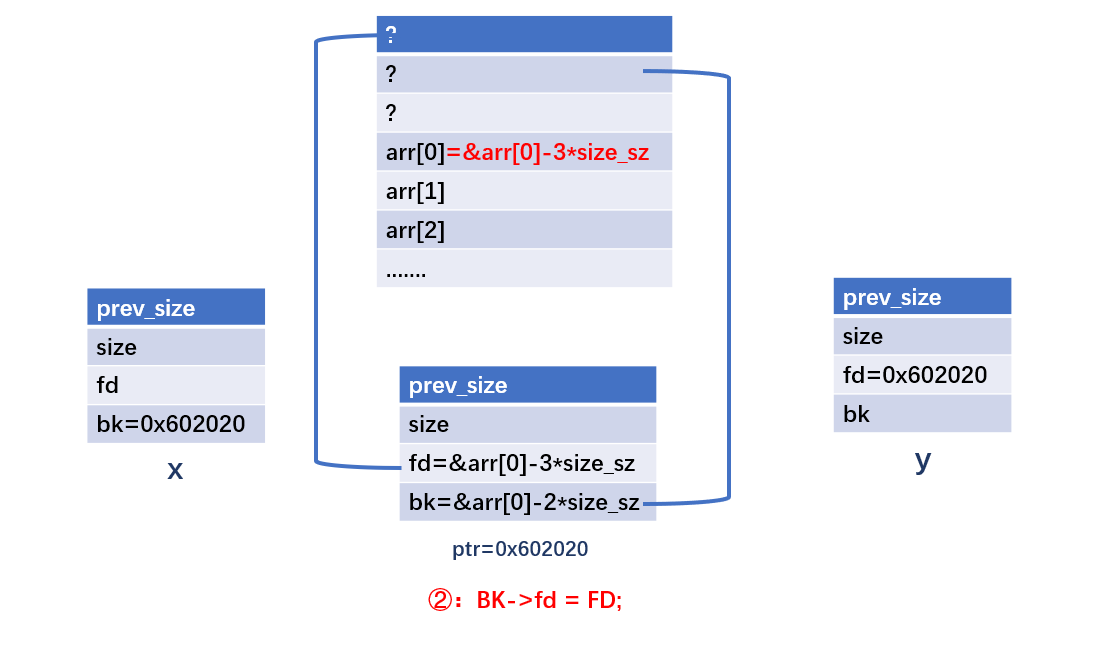 ?
?
?
arr[0]=&arr[0]-3*size_sz
arr[1]
arr[2]
.......
prev_size
size
fd
bk=0x602020
x
prev_size
size
fd=&arr[0]-3*size_sz
bk=&arr[0]-2*size_sz
ptr=0x602020
prev_size
size
fd=0x602020
bk
y
②：BK->fd = FD;